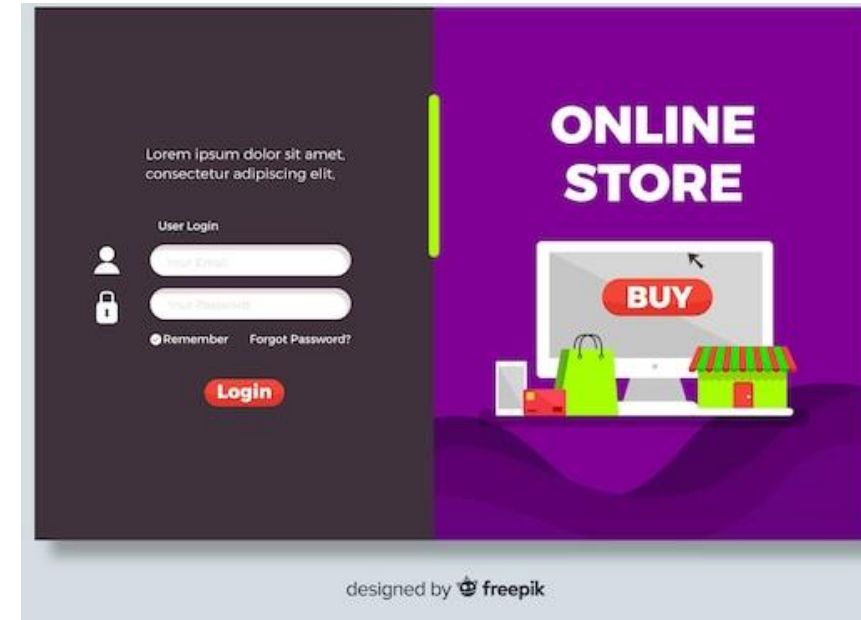 Lorem ipsum dolor sit amet,
consectetur adipiscing elit,
User Login
Your Email
Your Password
Remember Forgot Password?
Login
ONLINE
STORE
BUY
designed by freepik